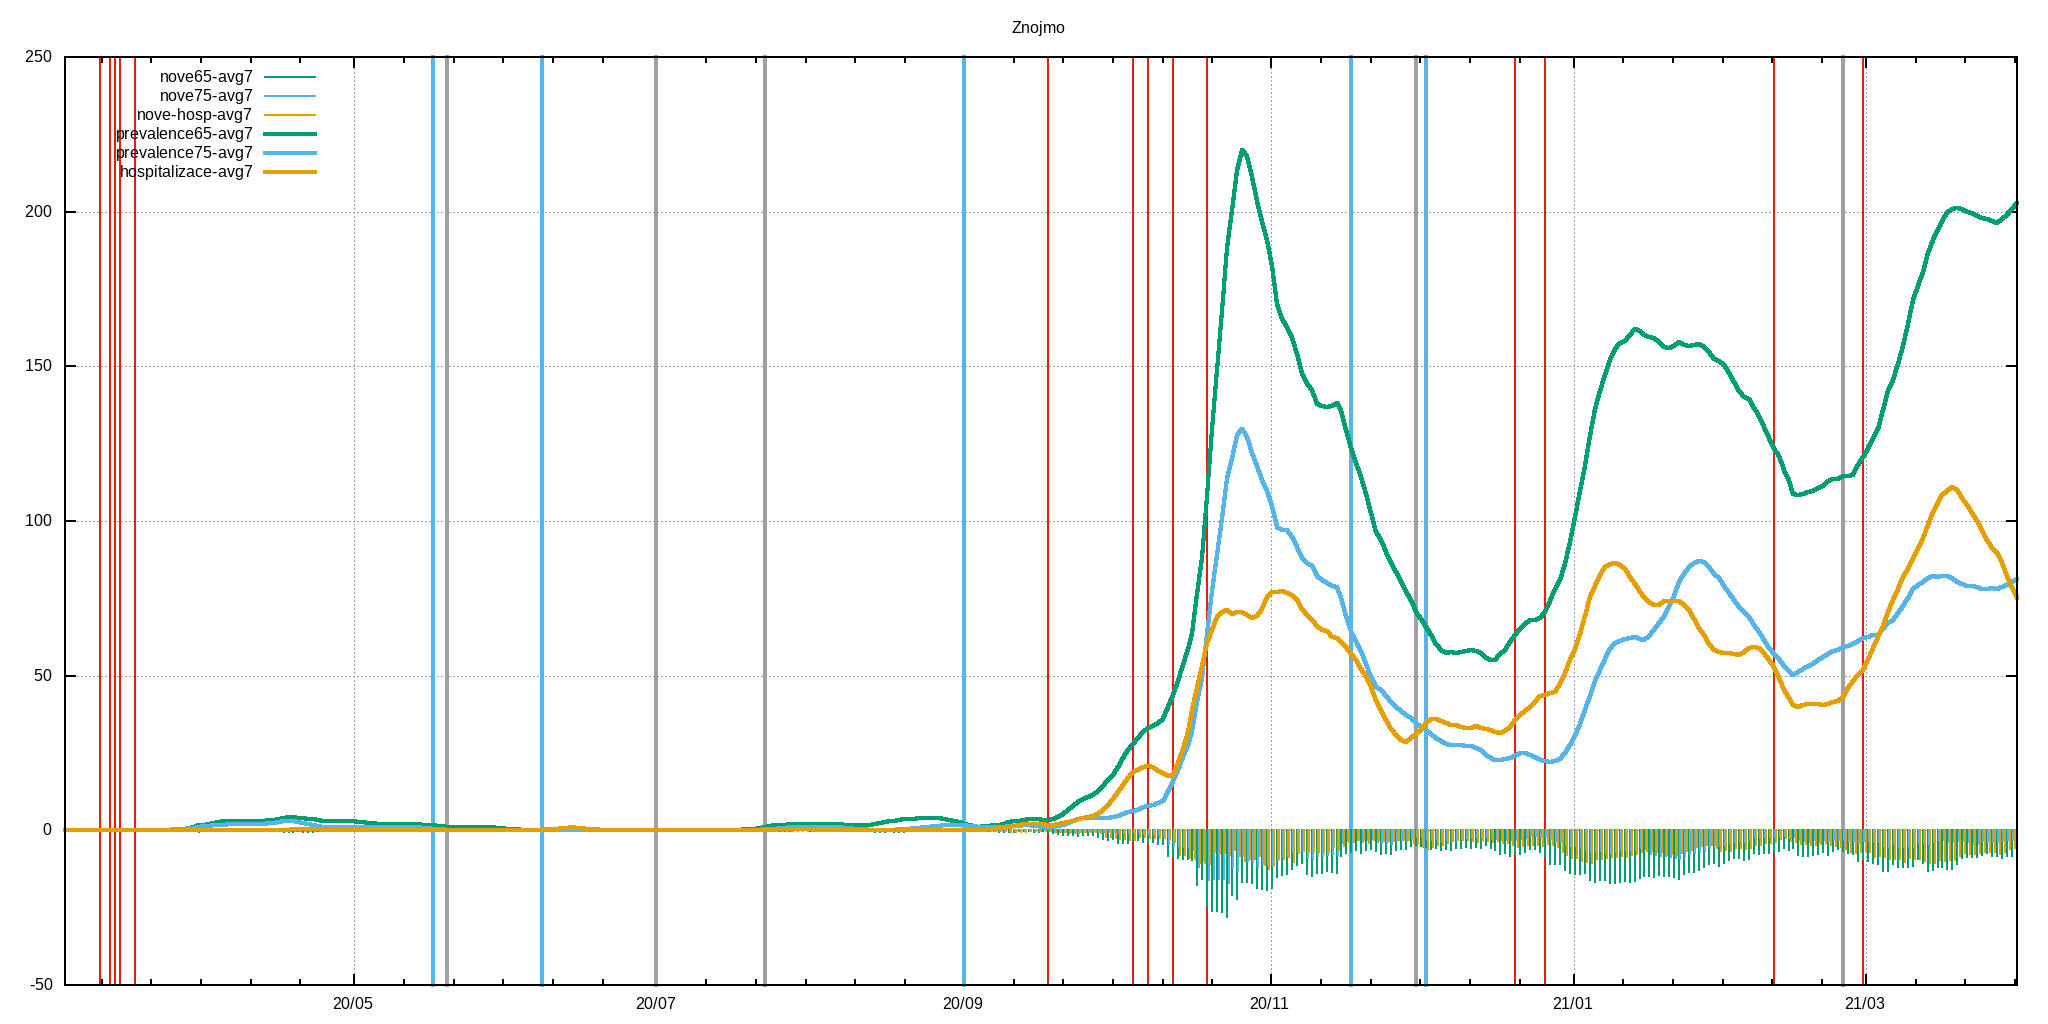 Znojmo
250
nove65-avg7
nove75-avg7
nove-hosp-avg7
prevalence65-avg7
prevalence75-avg7
hospitalizace-avg7
200
150
100
50
0
-50
20/05 20/07 20/09 20/11 21/01 21/03